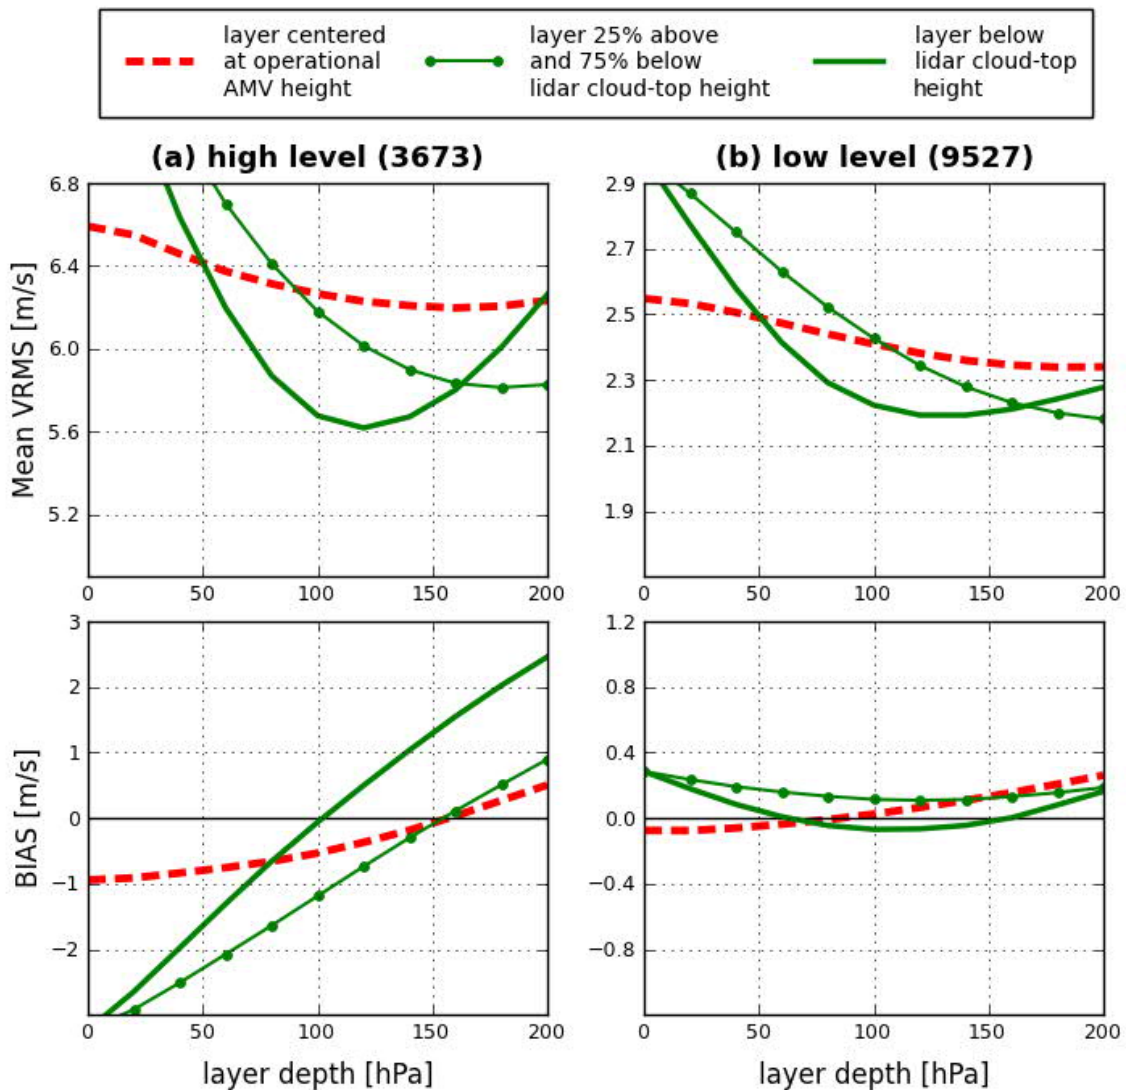 layer centered
at operational
AMV height
layer 25% above
and 75% below
lidar cloud-top height
layer below
lidar cloud-top
height
(a) high level (3673)
(b) low level (9527)
Mean VRMS [m/s]
6.8
6.4
6.0
5.6
5.2
0 50 100 150 200
2.9
2.7
2.5
2.3
2.1
1.9
0 50 100 150 200
BIAS [m/s]
3
2
1
0
−1
−2
0 50 100 150 200
layer depth [hPa]
1.2
0.8
0.4
0.0
−0.4
−0.8
0 50 100 150 200
layer depth [hPa]